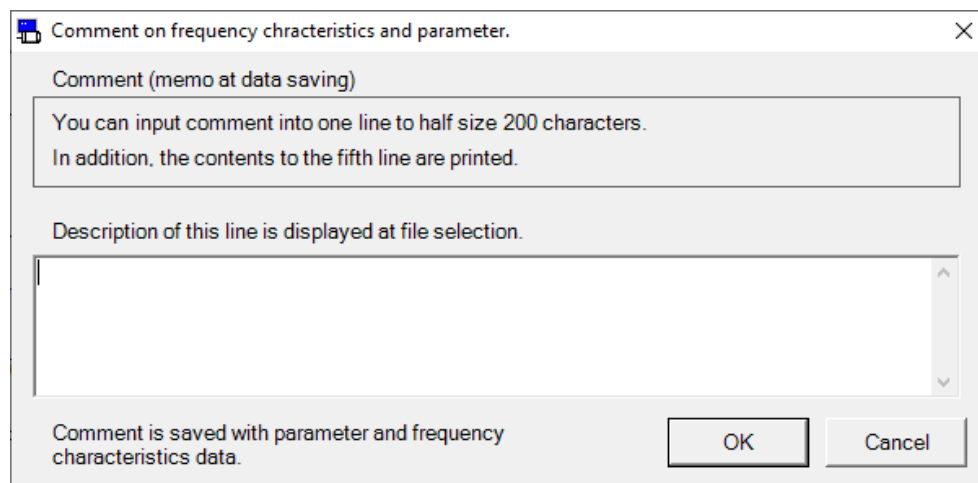 Comment on frequency chracteristics and parameter.
Comment (memo at data saving)
You can input comment into one line to half size 200 characters.
In addition, the contents to the fifth line are printed.
Description of this line is displayed at file selection.
Comment is saved with parameter and frequency
characteristics data.
OK
Cancel